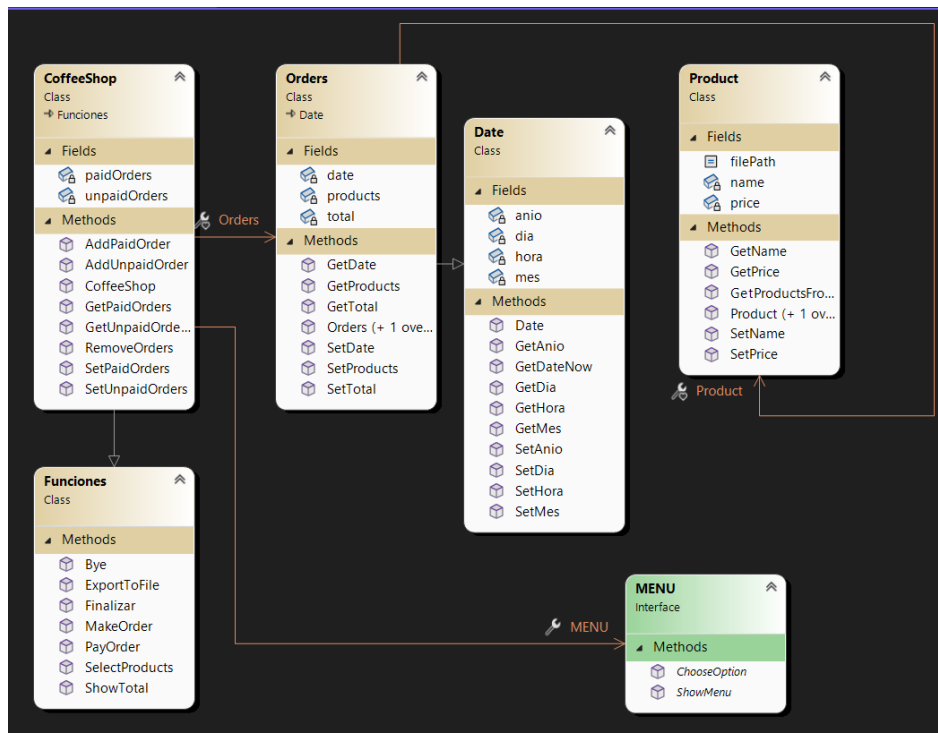 CoffeeShop
Class
Funciones
Fields
paidOrders
unpaidOrders
Methods
AddPaidOrder
AddUnpaidOrder
CoffeeShop
GetPaidOrders
GetUnpaidOrde...
RemoveOrders
SetPaidOrders
SetUnpaidOrders
Orders
Orders
Class
Date
Fields
date
products
total
Methods
GetDate
GetProducts
GetTotal
Orders (+ 1 ove...
SetDate
SetProducts
SetTotal
Date
Class
Fields
anio
dia
hora
mes
Methods
Date
GetAnio
GetDateNow
GetDia
GetHora
GetMes
SetAnio
SetDia
SetHora
SetMes
Product
Class
Fields
filePath
name
price
Methods
GetName
GetPrice
GetProductsFro...
Product (+ 1 ov...
SetName
SetPrice
Product
Funciones
Class
Methods
Bye
ExportToFile
Finalizar
MakeOrder
PayOrder
SelectProducts
ShowTotal
MENU
MENU
Interface
Methods
ChooseOption
ShowMenu